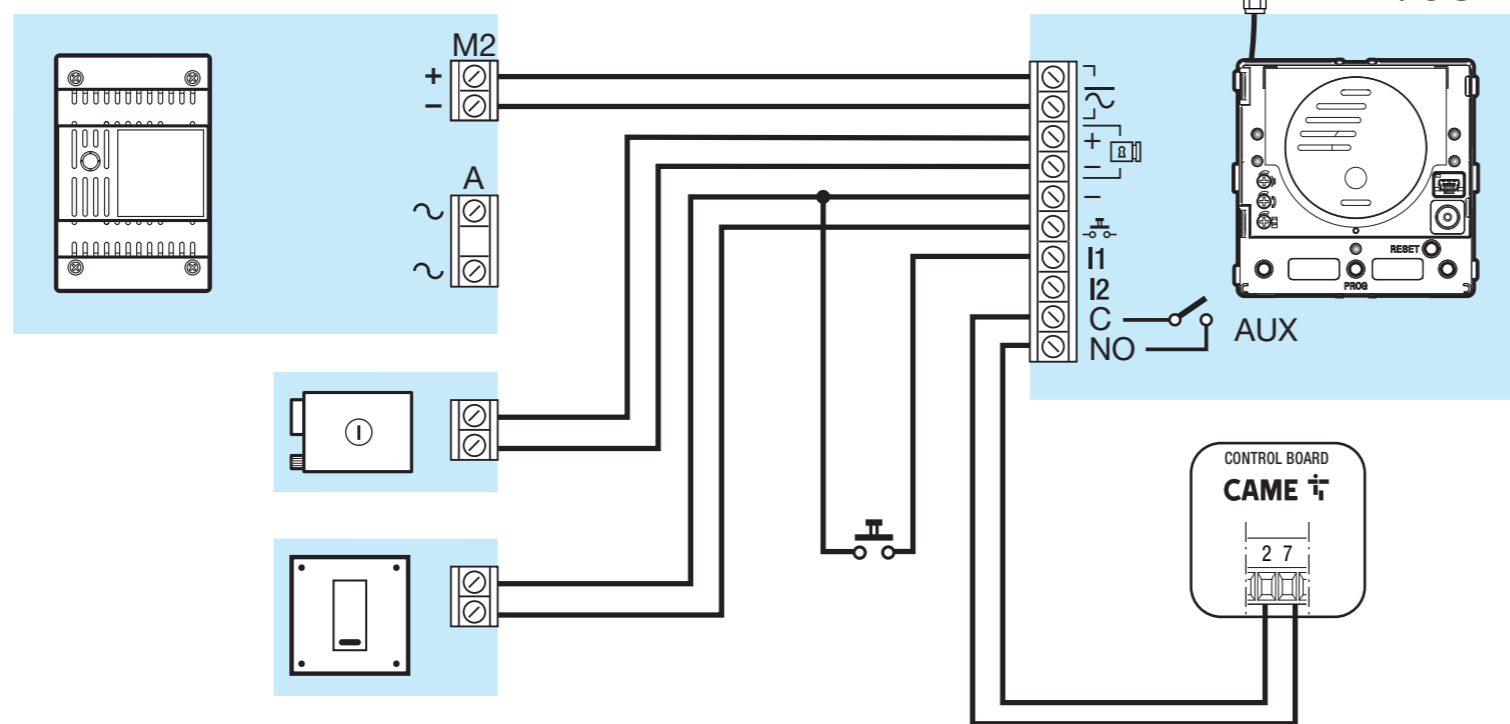 M2
+
−
A
+
−
−
I1
I2
C
NO
AUX
RESET
PROG
CONTROL BOARD
CAME
2 7